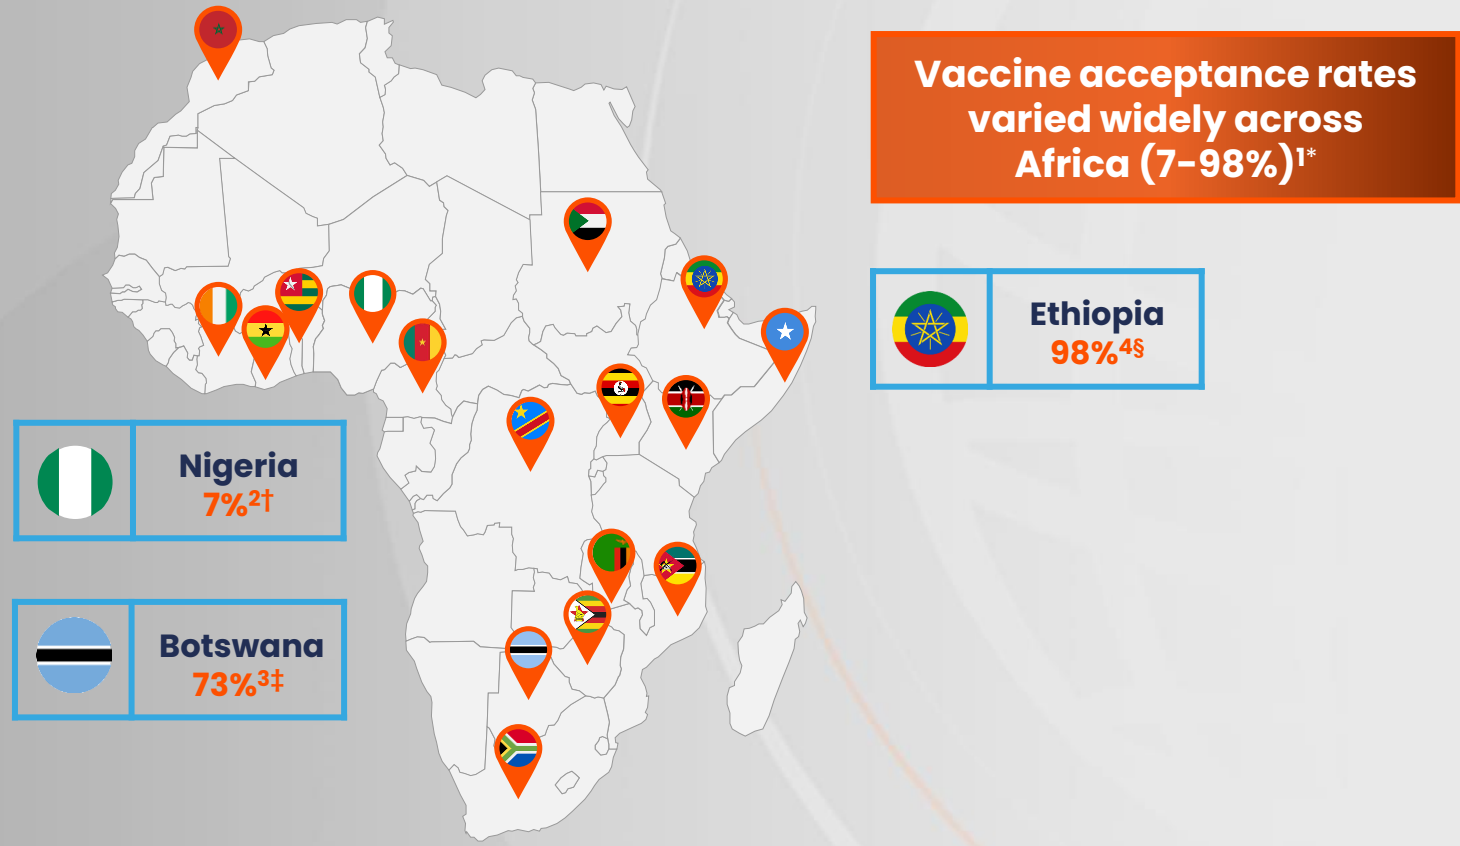 Vaccine acceptance rates
varied widely across
Africa (7-98%)¹*
Ethiopia
98%⁴§
Nigeria
7%²†
Botswana
73%³‡